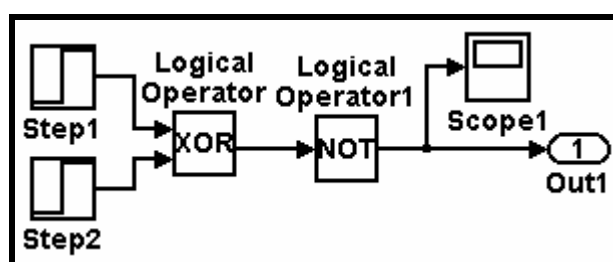 Step1
Step2
Logical
Operator
XOR
Logical
Operator1
NOT
Scope1
1
Out1